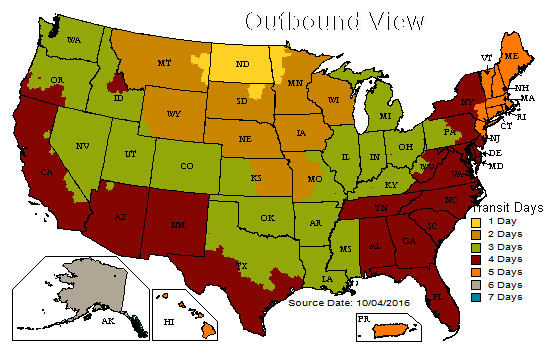 Outbound View
WA
MT
ND
MN
OR
ID
SD
WI
MI
WY
NE
IA
NV
UT
CO
KS
MO
IL
IN
OH
PA
NY
VT
ME
NH
MA
RI
CT
NJ
DE
MD
WV
VA
KY
CA
AZ
NM
OK
AR
TN
NC
SC
TX
LA
MS
AL
GA
FL
AK
HI
PR
Transit Days
1 Day
2 Days
3 Days
4 Days
5 Days
6 Days
7 Days
Source Date: 10/04/2016